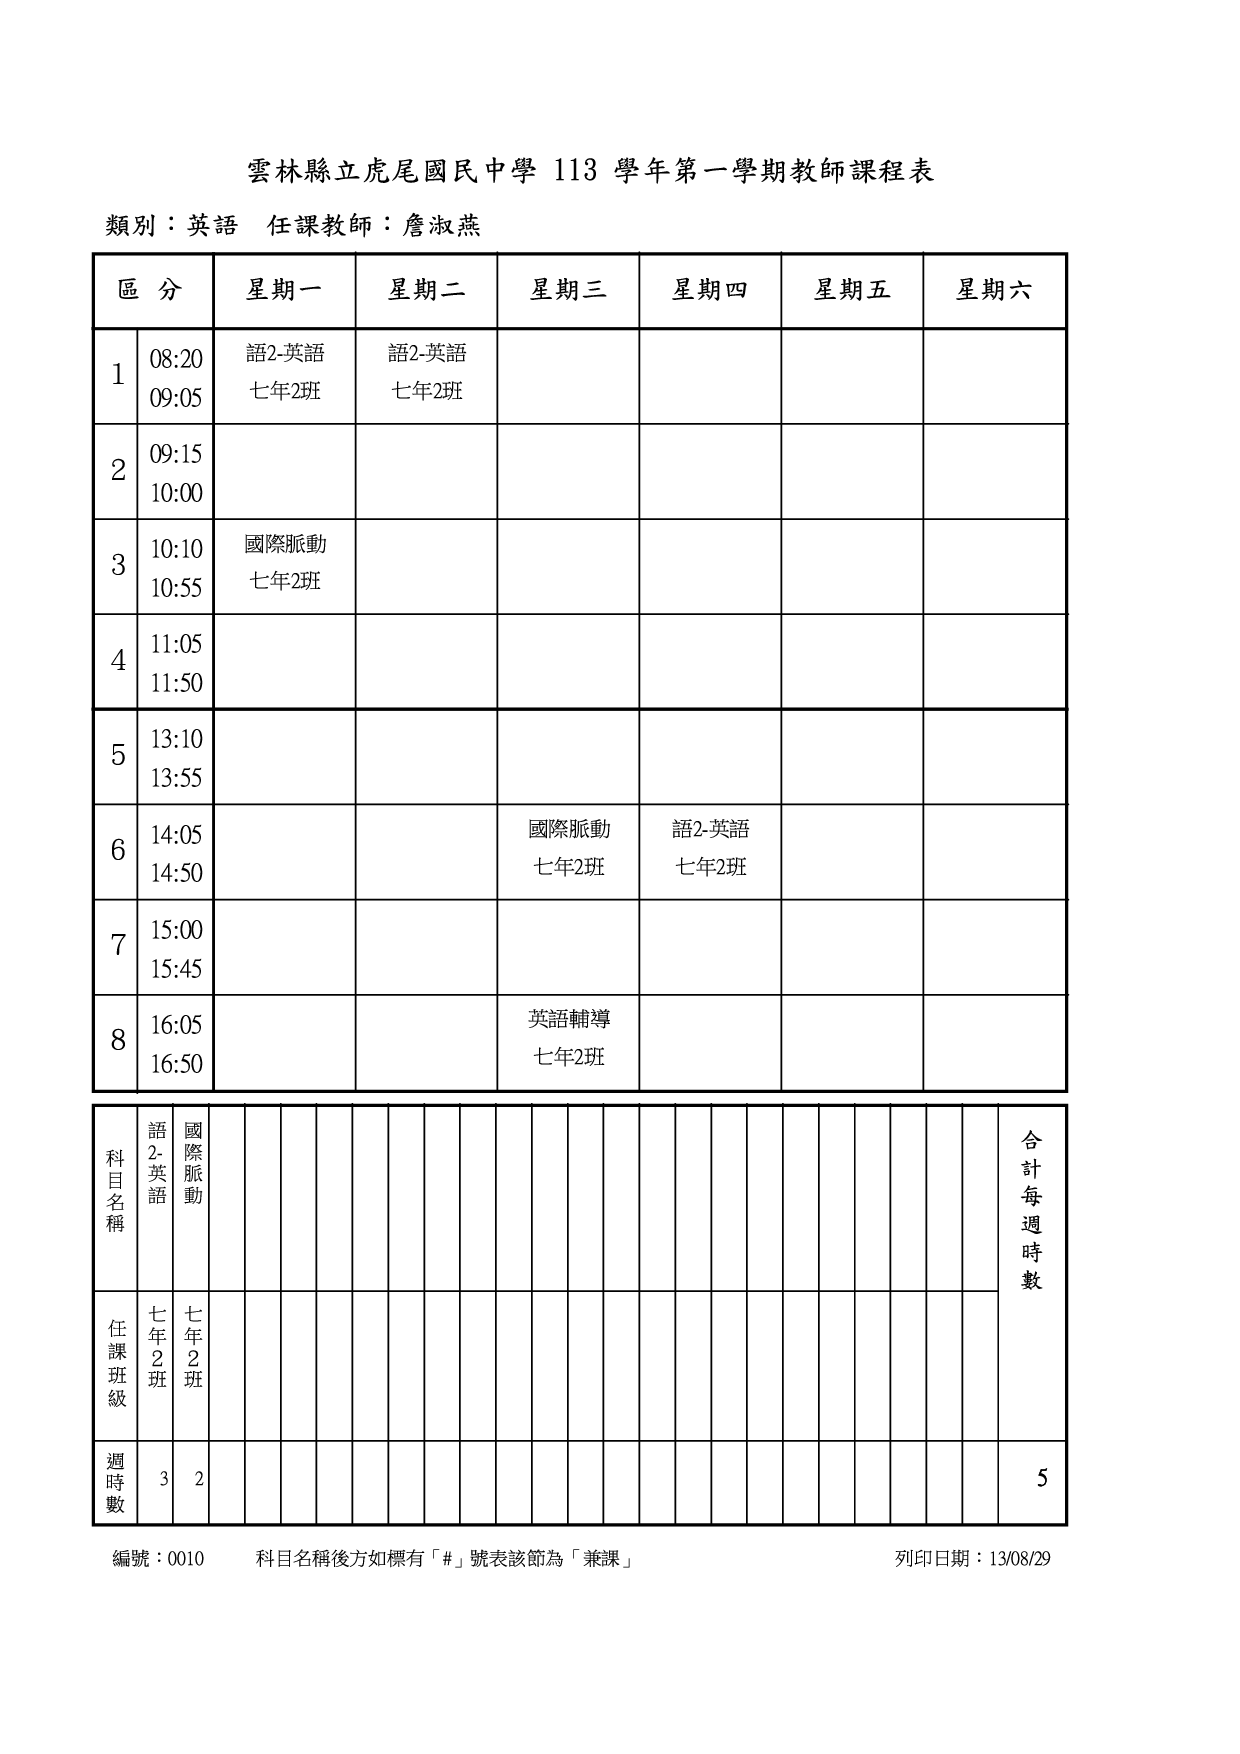 雲林縣立虎尾國民中學 113 學年第一學期教師課程表
類別：英語　任課教師：詹淑燕
區 分 星期一 星期二 星期三 星期四 星期五 星期六
1 08:20 09:05 語2-英語 七年2班 語2-英語 七年2班
2 09:15 10:00
3 10:10 10:55 國際脈動 七年2班
4 11:05 11:50
5 13:10 13:55
6 14:05 14:50 國際脈動 七年2班 語2-英語 七年2班
7 15:00 15:45
8 16:05 16:50 英語輔導 七年2班
科目名稱 語2-英語 國際脈動 合計每週時數
任課班級 七年2班 七年2班
週時數 3 2 5
編號：0010 科目名稱後方如標有「#」號表該節為「兼課」 列印日期：13/08/29